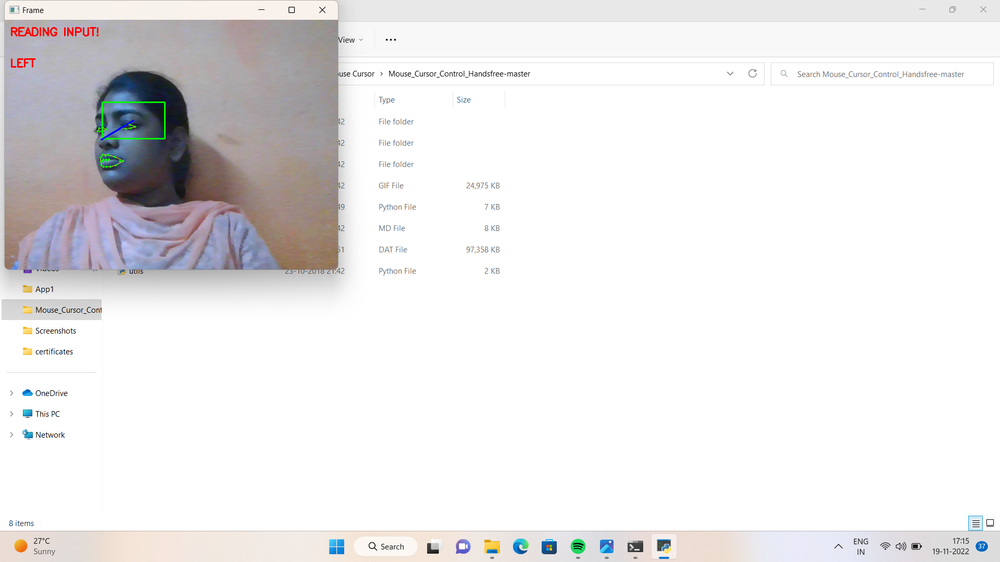 Frame
READING INPUT!
LEFT
View
use Cursor
Mouse_Cursor_Control_Handsfree-master
Search Mouse_Cursor_Control_Handsfree-master
Type Size
42 File folder
42 File folder
42 File folder
42 GIF File 24,975 KB
49 Python File 7 KB
42 MD File 8 KB
51 DAT File 97,358 KB
Videos
utils 23-10-2018 21:42 Python File 2 KB
App1
Mouse_Cursor_Cont
Screenshots
certificates
OneDrive
This PC
Network
8 items
27°C
Sunny
Search
ENG
IN
17:15
19-11-2022
37